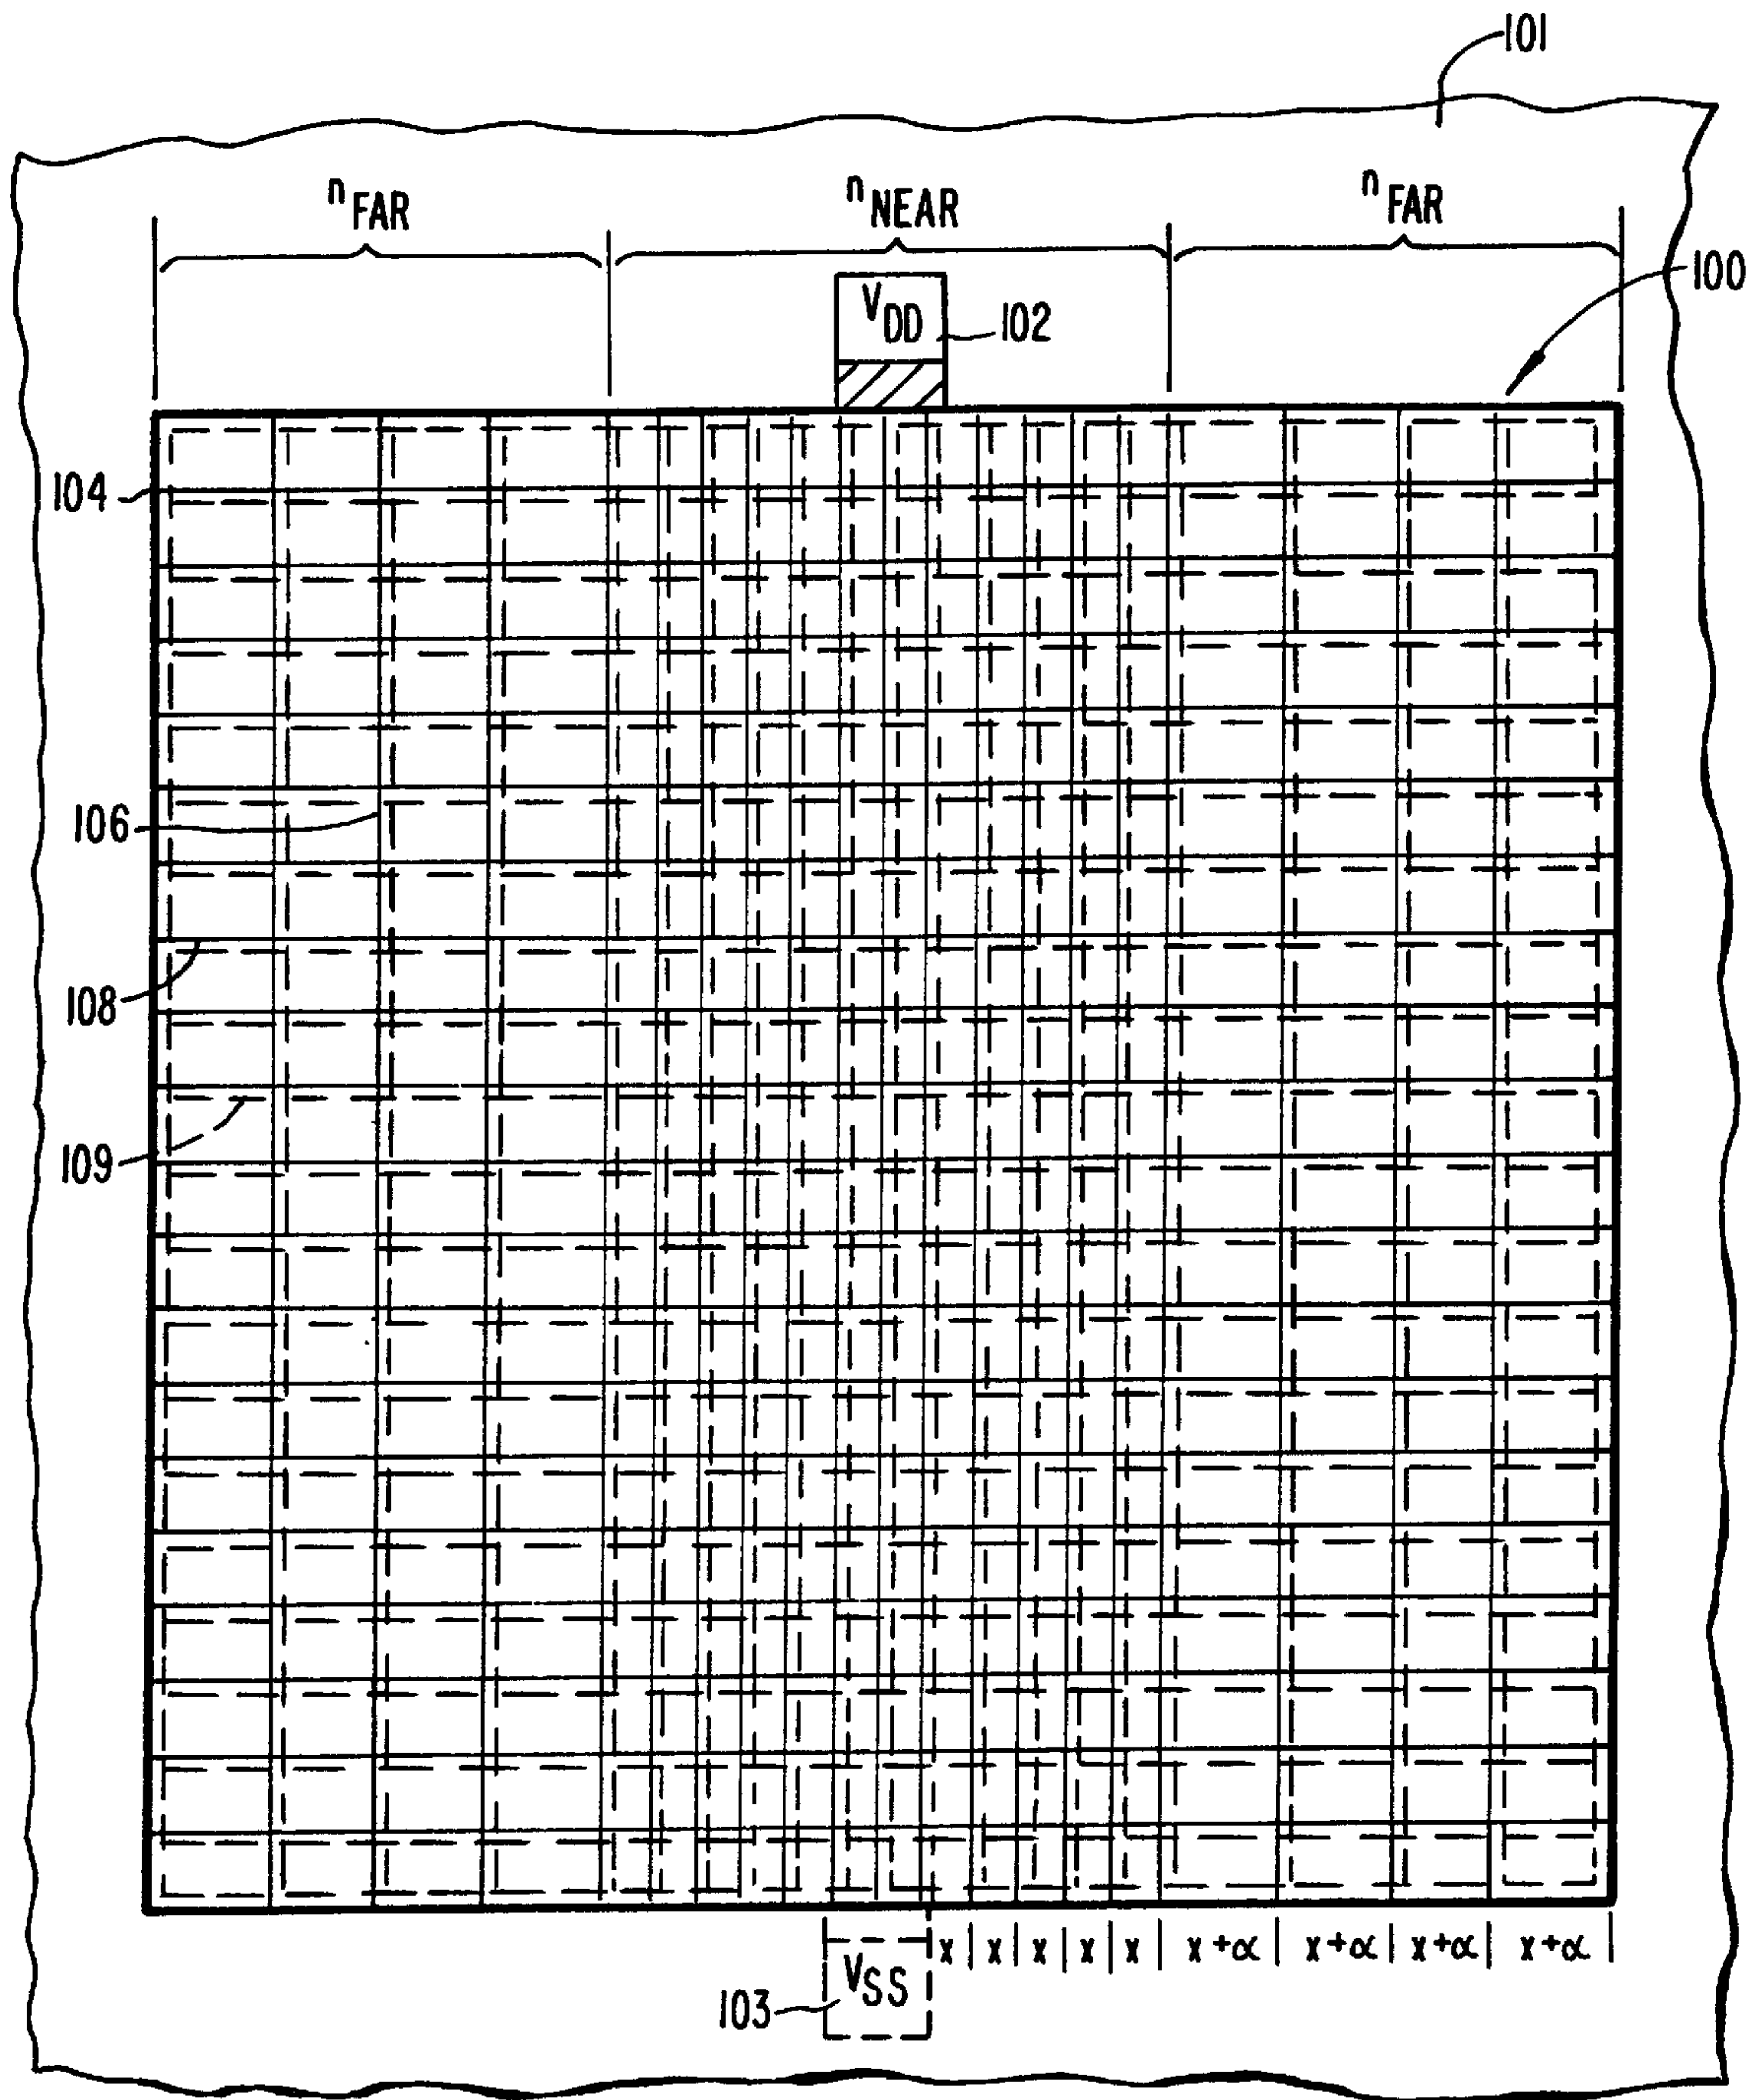 101
nFAR nNEAR nFAR
100
VDD 102
104
106
108
109
x x x x x x+α x+α x+α x+α
VSS
103